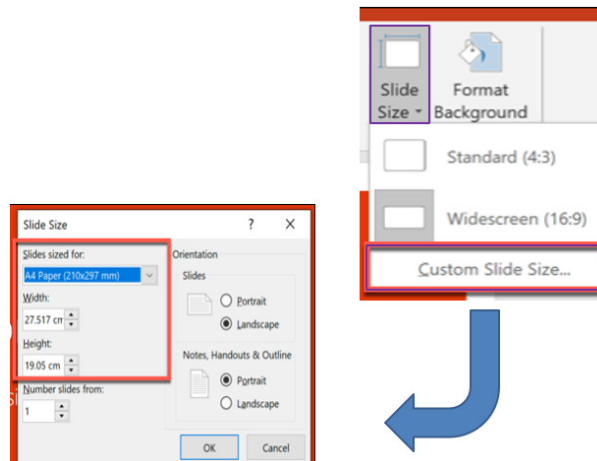 Slide
Size
Format
Background
Standard (4:3)
Widescreen (16:9)
Custom Slide Size...
Slide Size
?
X
Slides sized for:
A4 Paper (210x297 mm)
Width:
27.517 cm
Height:
19.05 cm
Number slides from:
1
Orientation
Slides
Portrait
Landscape
Notes, Handouts & Outline
Portrait
Landscape
OK
Cancel